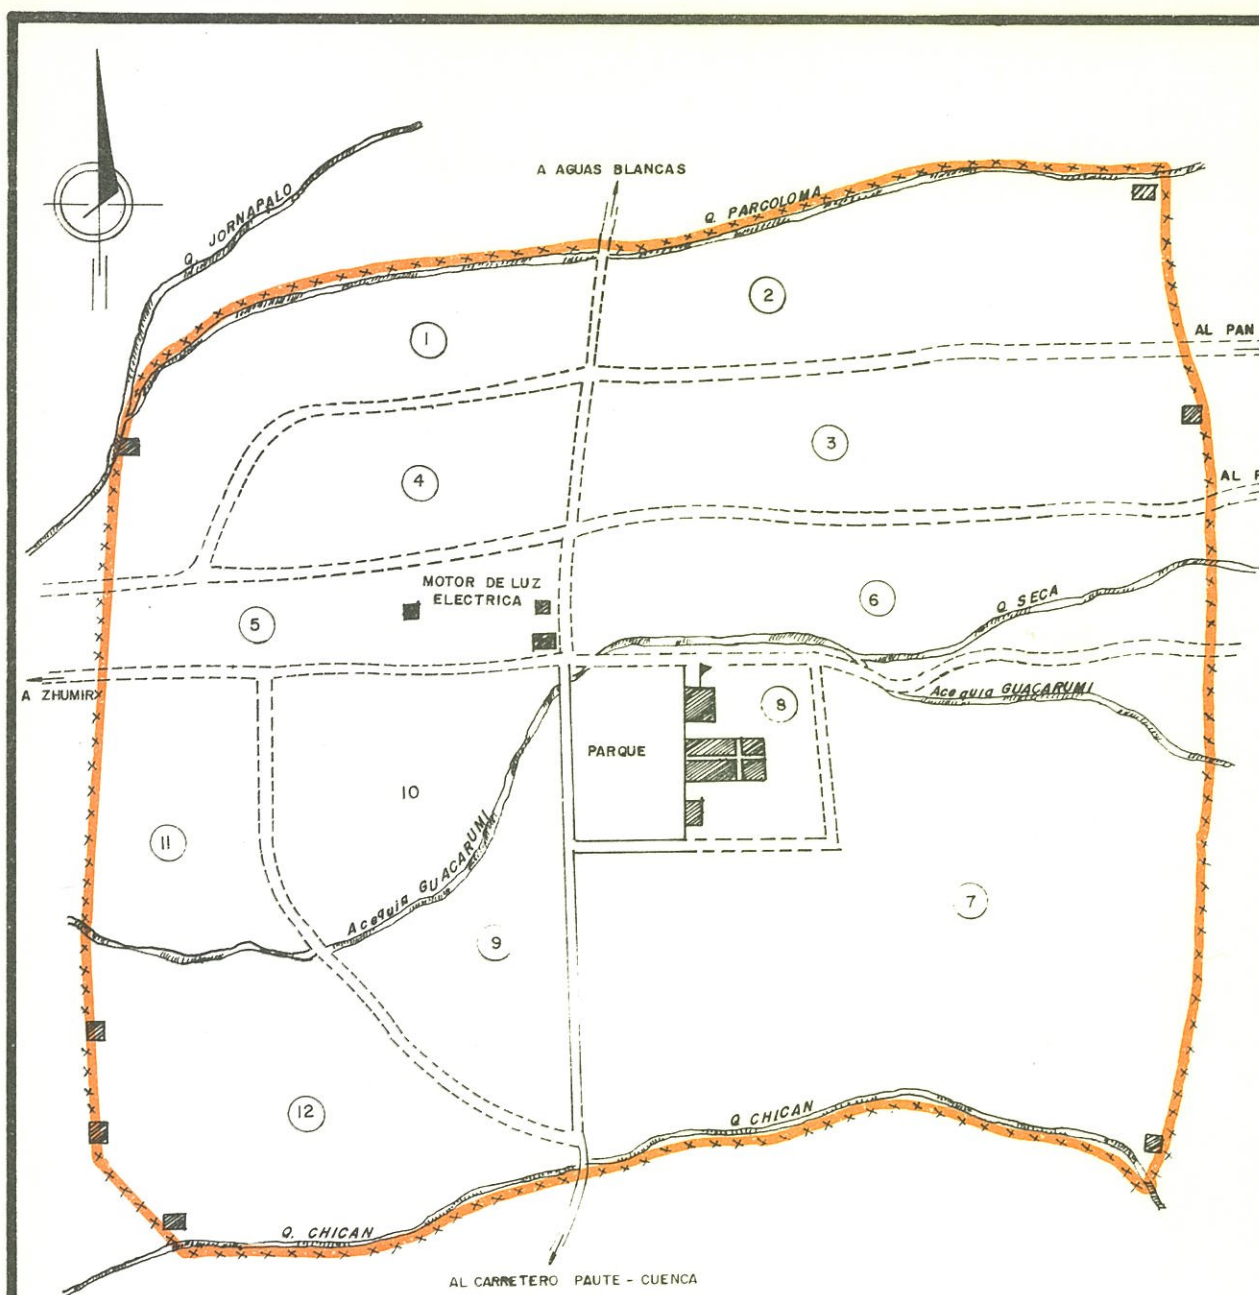 A AGUAS BLANCAS
Q. JORNAPALO
Q. PARCOLOMA
2
1
AL PAN
3
4
AL
MOTOR DE LUZ
ELECTRICA
6
Q. SECA
5
A ZHUMIR
Acequia GUACARUMI
8
PARQUE
10
11
Acequia GUACARUMI
9
7
12
Q CHICAN
Q. CHICAN
AL CARRETERO PAUTE - CUENCA